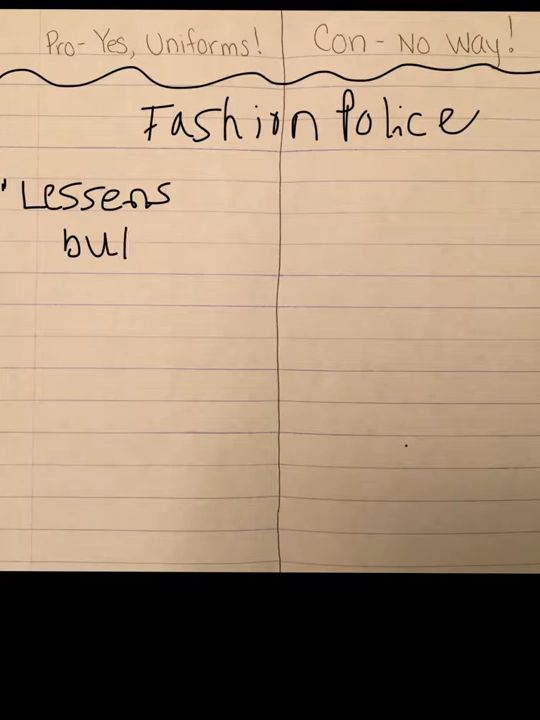 Pro- Yes, Uniforms! Con - No Way!
Fashion Police
Lessens
bul